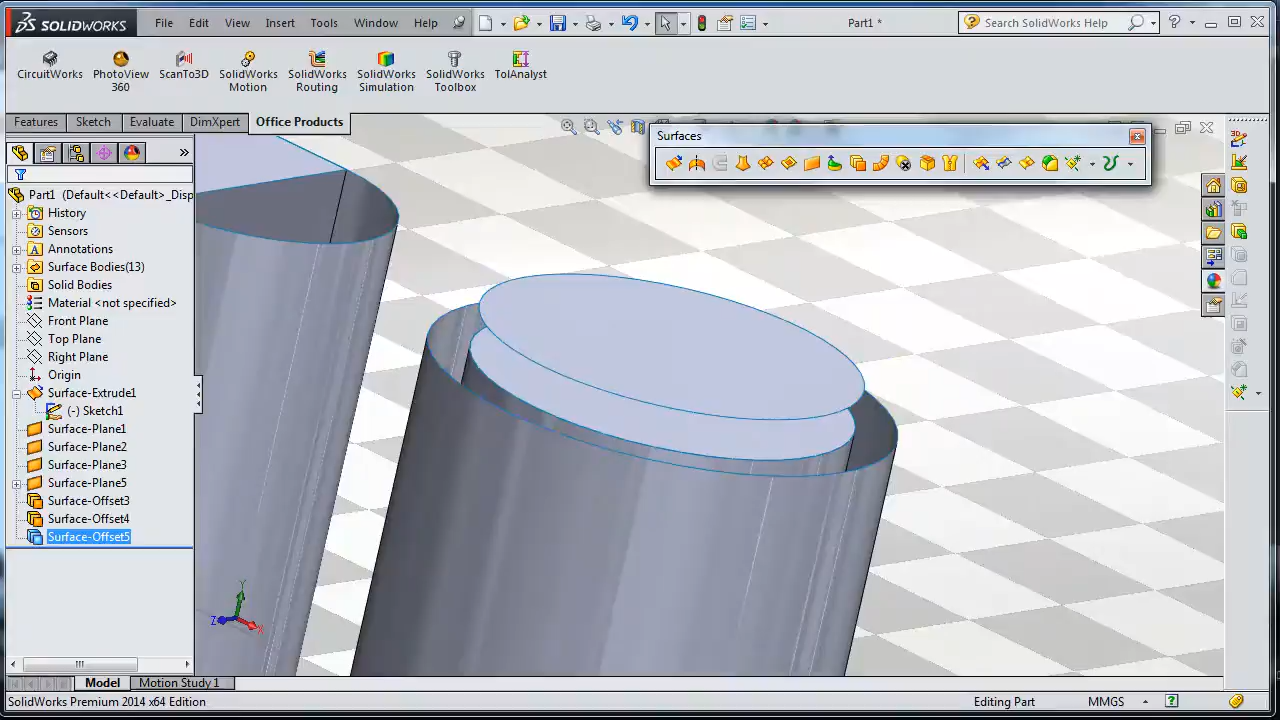 SOLIDWORKS File Edit View Insert Tools Window Help Part1 * Search SolidWorks Help ?
CircuitWorks PhotoView 360 ScanTo3D SolidWorks Motion SolidWorks Routing SolidWorks Simulation SolidWorks Toolbox TolAnalyst
Features Sketch Evaluate DimXpert Office Products
Surfaces
Part1 (Default<<Default>_Disp
History
Sensors
Annotations
Surface Bodies(13)
Solid Bodies
Material <not specified>
Front Plane
Top Plane
Right Plane
Origin
Surface-Extrude1
(-) Sketch1
Surface-Plane1
Surface-Plane2
Surface-Plane3
Surface-Plane5
Surface-Offset3
Surface-Offset4
Surface-Offset5
Y
Z X
Model Motion Study 1
SolidWorks Premium 2014 x64 Edition Editing Part MMGS ?